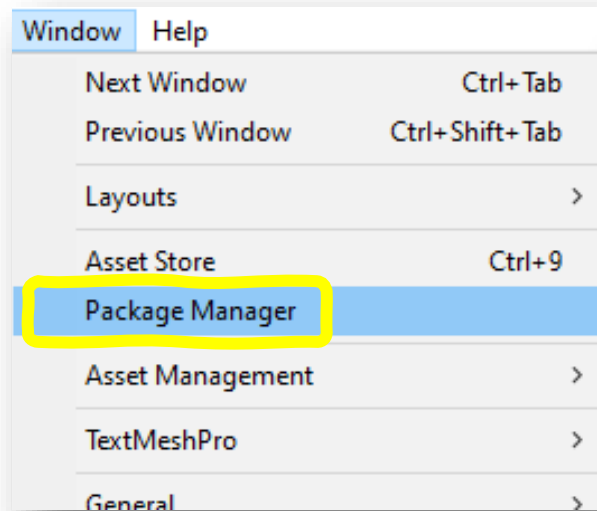 Window Help
Next Window Ctrl+Tab
Previous Window Ctrl+Shift+Tab
Layouts >
Asset Store Ctrl+9
Package Manager
Asset Management >
TextMeshPro >
General >